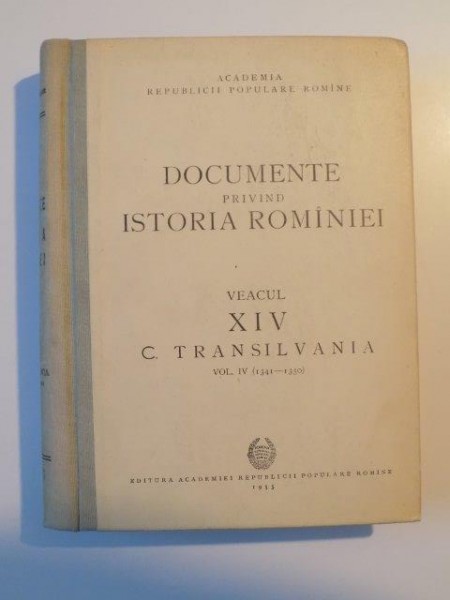 ACADEMIA
REPUBLICII POPULARE ROMÎNE
DOCUMENTE
PRIVIND
ISTORIA ROMÎNIEI
VEACUL
XIV
C. TRANSILVANIA
VOL. IV (1341—1350)
EDITURA ACADEMIEI REPUBLICII POPULARE ROMÎNE
1955